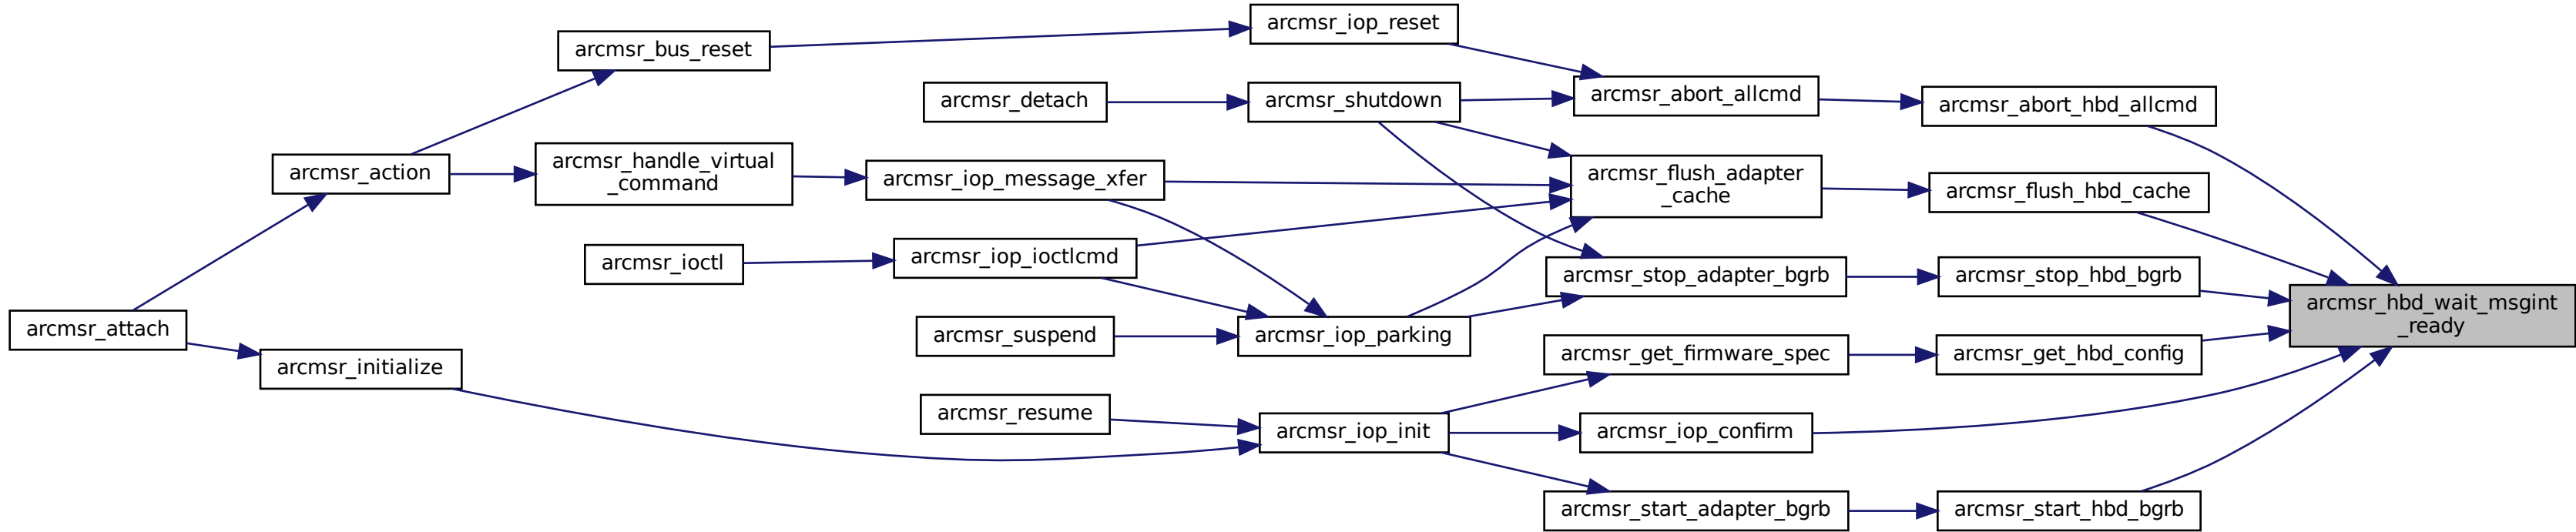 arcmsr_iop_reset
arcmsr_bus_reset
arcmsr_abort_allcmd
arcmsr_detach
arcmsr_shutdown
arcmsr_abort_hbd_allcmd
arcmsr_action
arcmsr_handle_virtual
_command
arcmsr_iop_message_xfer
arcmsr_flush_adapter
_cache
arcmsr_flush_hbd_cache
arcmsr_ioctl
arcmsr_iop_ioctlcmd
arcmsr_stop_adapter_bgrb
arcmsr_stop_hbd_bgrb
arcmsr_hbd_wait_msgint
_ready
arcmsr_attach
arcmsr_suspend
arcmsr_iop_parking
arcmsr_get_firmware_spec
arcmsr_get_hbd_config
arcmsr_initialize
arcmsr_resume
arcmsr_iop_init
arcmsr_iop_confirm
arcmsr_start_adapter_bgrb
arcmsr_start_hbd_bgrb